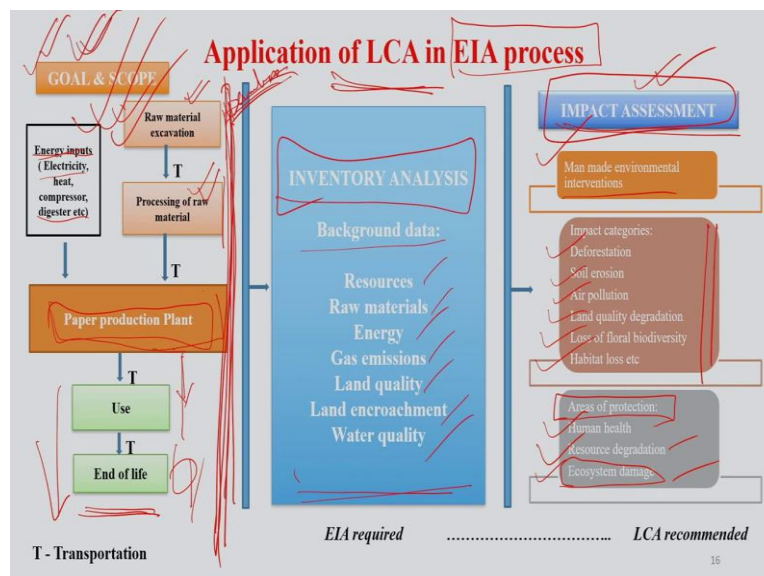 Application of LCA in EIA process
GOAL & SCOPE
Energy inputs
( Electricity,
heat,
compressor,
digester etc)
Raw material
excavation
T
Processing of raw
material
T
Paper production Plant
T
Use
T
End of life
T - Transportation
INVENTORY ANALYSIS
Background data:
Resources
Raw materials
Energy
Gas emissions
Land quality
Land encroachment
Water quality
IMPACT ASSESSMENT
Man made environmental
interventions
Impact categories:
Deforestation
Soil erosion
Air pollution
Land quality degradation
Loss of floral biodiversity
Habitat loss etc
Areas of protection:
Human health
Resource degradation
Ecosystem damage
EIA required ………………………………….. LCA recommended
16